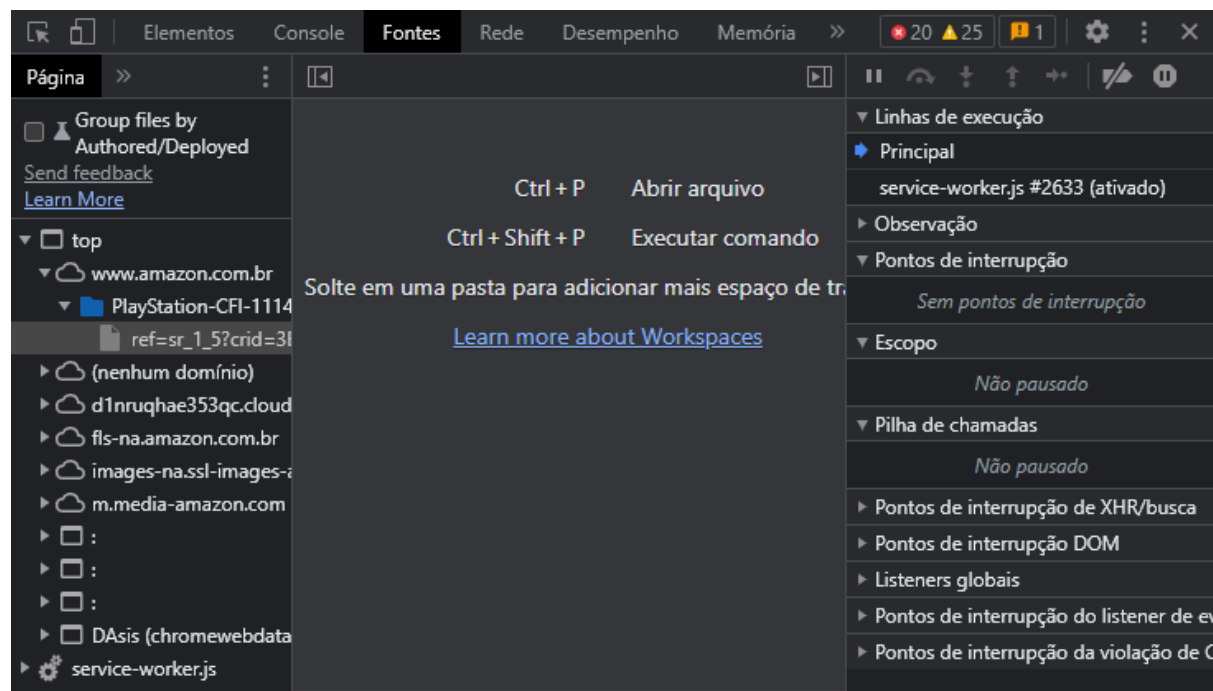 Elementos Console Fontes Rede Desempenho Memória » 20 25 1
Página »
Group files by
Authored/Deployed
Send feedback
Learn More
top
www.amazon.com.br
PlayStation-CFI-1114
ref=sr_1_5?crid=3
(nenhum domínio)
d1nruqhae353qc.cloud
fls-na.amazon.com.br
images-na.ssl-images-a
m.media-amazon.com
:
:
:
DAsis (chromewebdata
service-worker.js
Ctrl + P Abrir arquivo
Ctrl + Shift + P Executar comando
Solte em uma pasta para adicionar mais espaço de tr
Learn more about Workspaces
Linhas de execução
Principal
service-worker.js #2633 (ativado)
Observação
Pontos de interrupção
Sem pontos de interrupção
Escopo
Não pausado
Pilha de chamadas
Não pausado
Pontos de interrupção de XHR/busca
Pontos de interrupção DOM
Listeners globais
Pontos de interrupção do listener de ev
Pontos de interrupção da violação de C